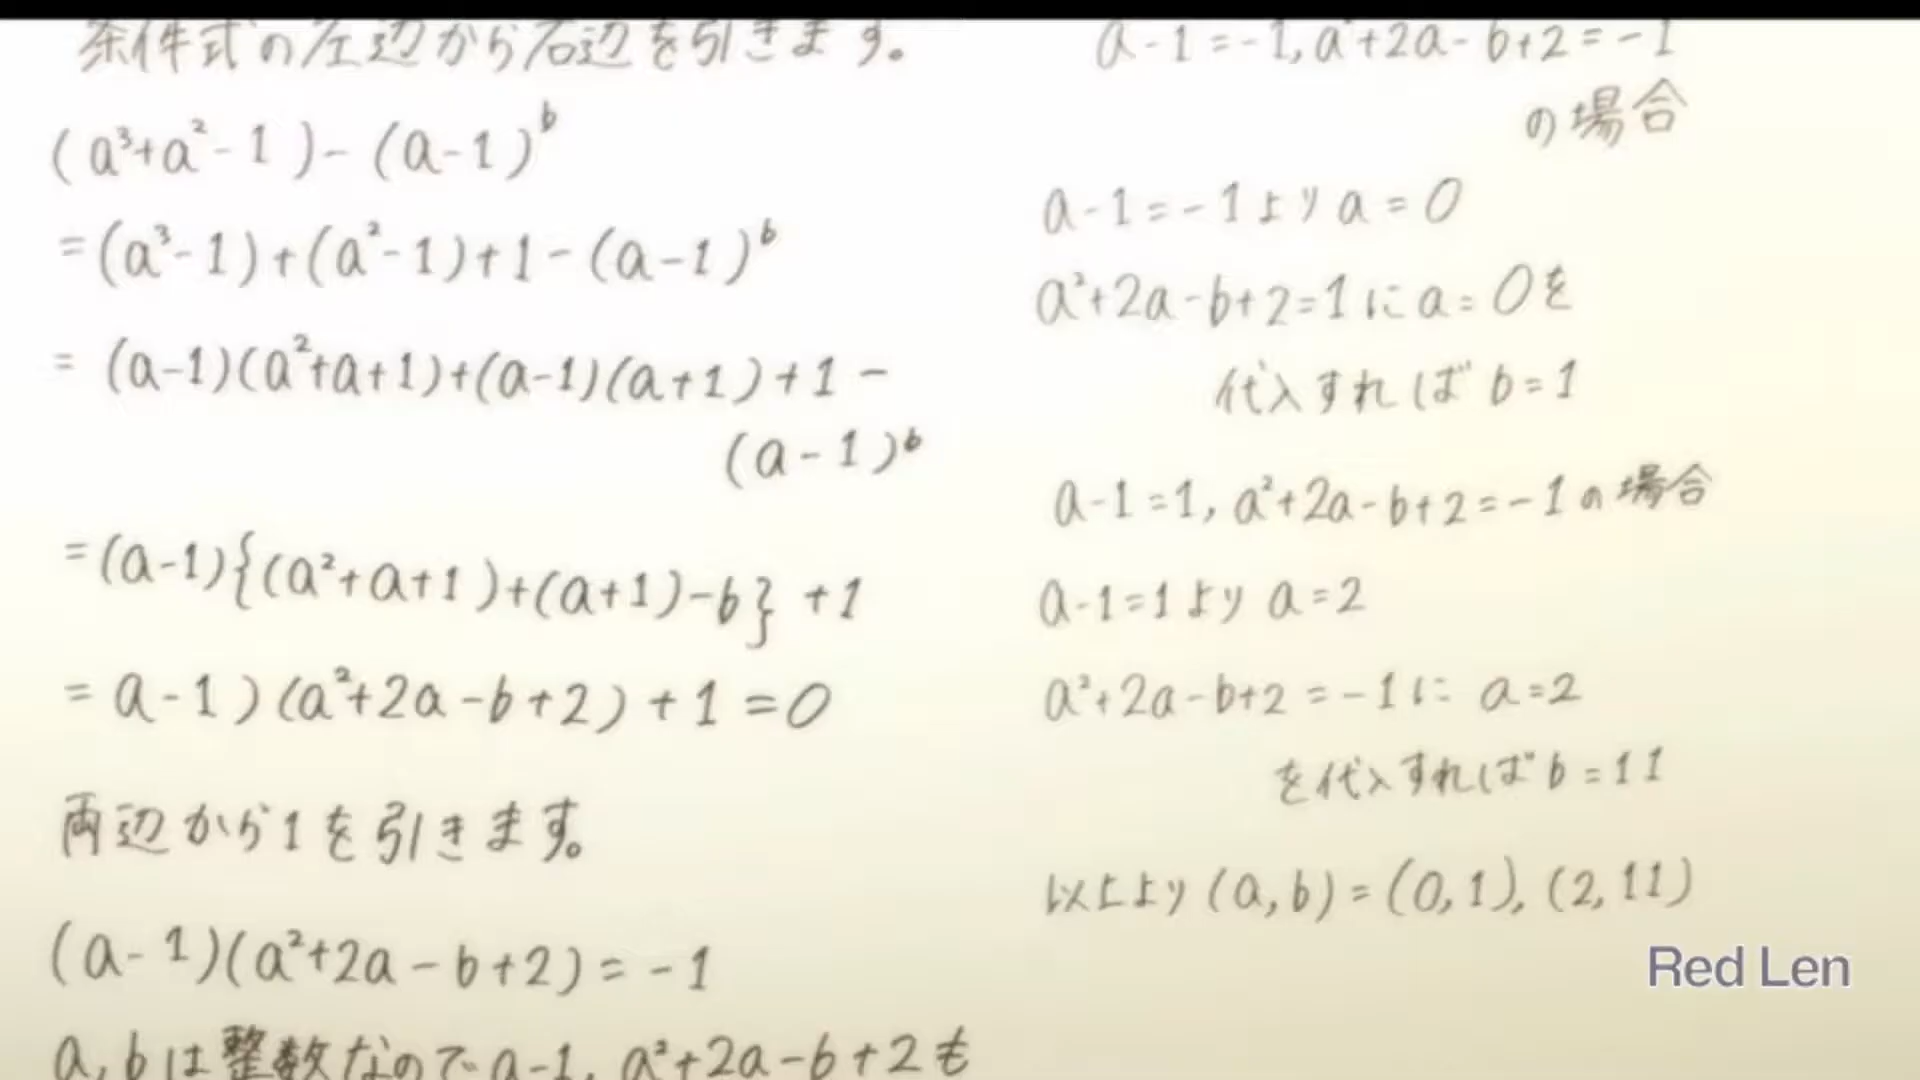 条件式の左辺から右辺を引きます。
(a³+a²-1)-(a-1)ᵇ
=(a³-1)+(a²-1)+1-(a-1)ᵇ
=(a-1)(a²+a+1)+(a-1)(a+1)+1-
(a-1)ᵇ
=(a-1){(a²+a+1)+(a+1)-b}+1
=a-1)(a²+2a-b+2)+1=0
両辺から1を引きます。
(a-1)(a²+2a-b+2)=-1
a,bは整数なのでa-1, a²+2a-b+2も
a-1=-1, a²+2a-b+2=-1
の場合
a-1=-1より a=0
a²+2a-b+2=1に a=0を
代入すれば b=1
a-1=1, a²+2a-b+2=-1の場合
a-1=1より a=2
a²+2a-b+2=-1に a=2
を代入すれば b=11
以上より (a,b)=(0,1),(2,11)
Red Len